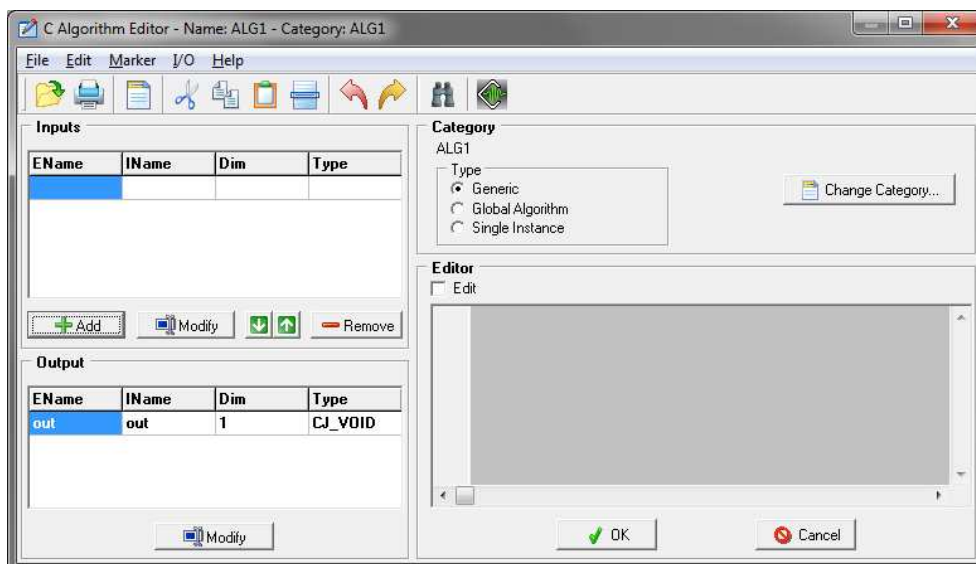 C Algorithm Editor - Name: ALG1 - Category: ALG1
File Edit Marker I/O Help
Inputs
EName IName Dim Type
Add Modify Remove
Output
EName IName Dim Type
out out 1 CJ_VOID
Modify
Category
ALG1
Type
Generic
Global Algorithm
Single Instance
Change Category...
Editor
Edit
OK Cancel